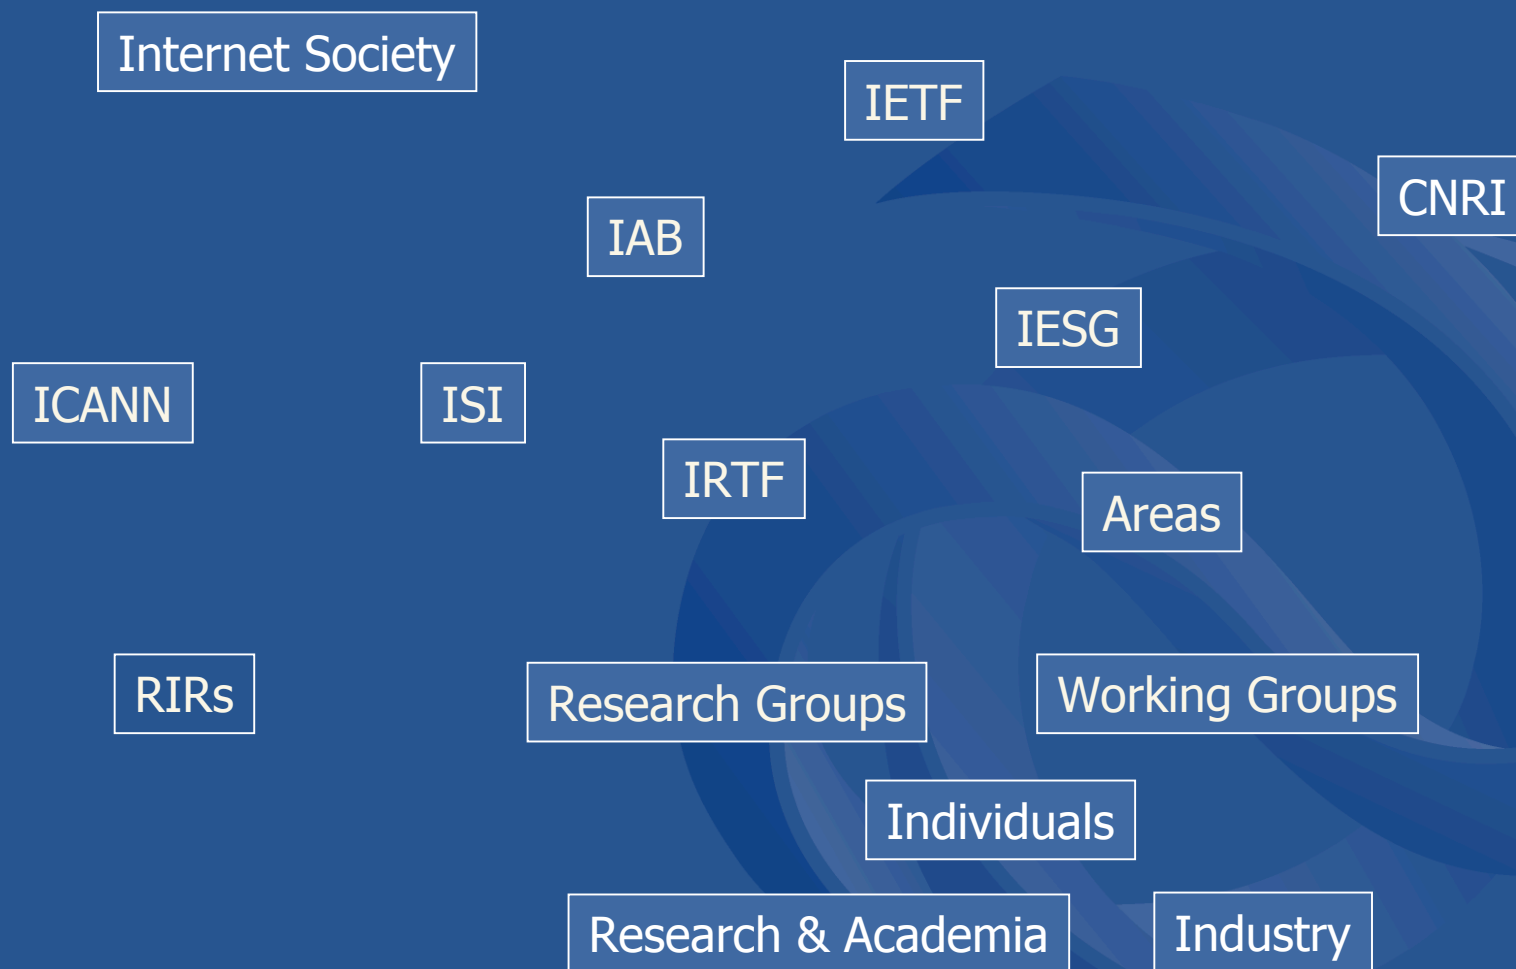 Internet Society
IETF
CNRI
IAB
IESG
ICANN
ISI
IRTF
Areas
RIRs
Research Groups
Working Groups
Individuals
Research & Academia
Industry